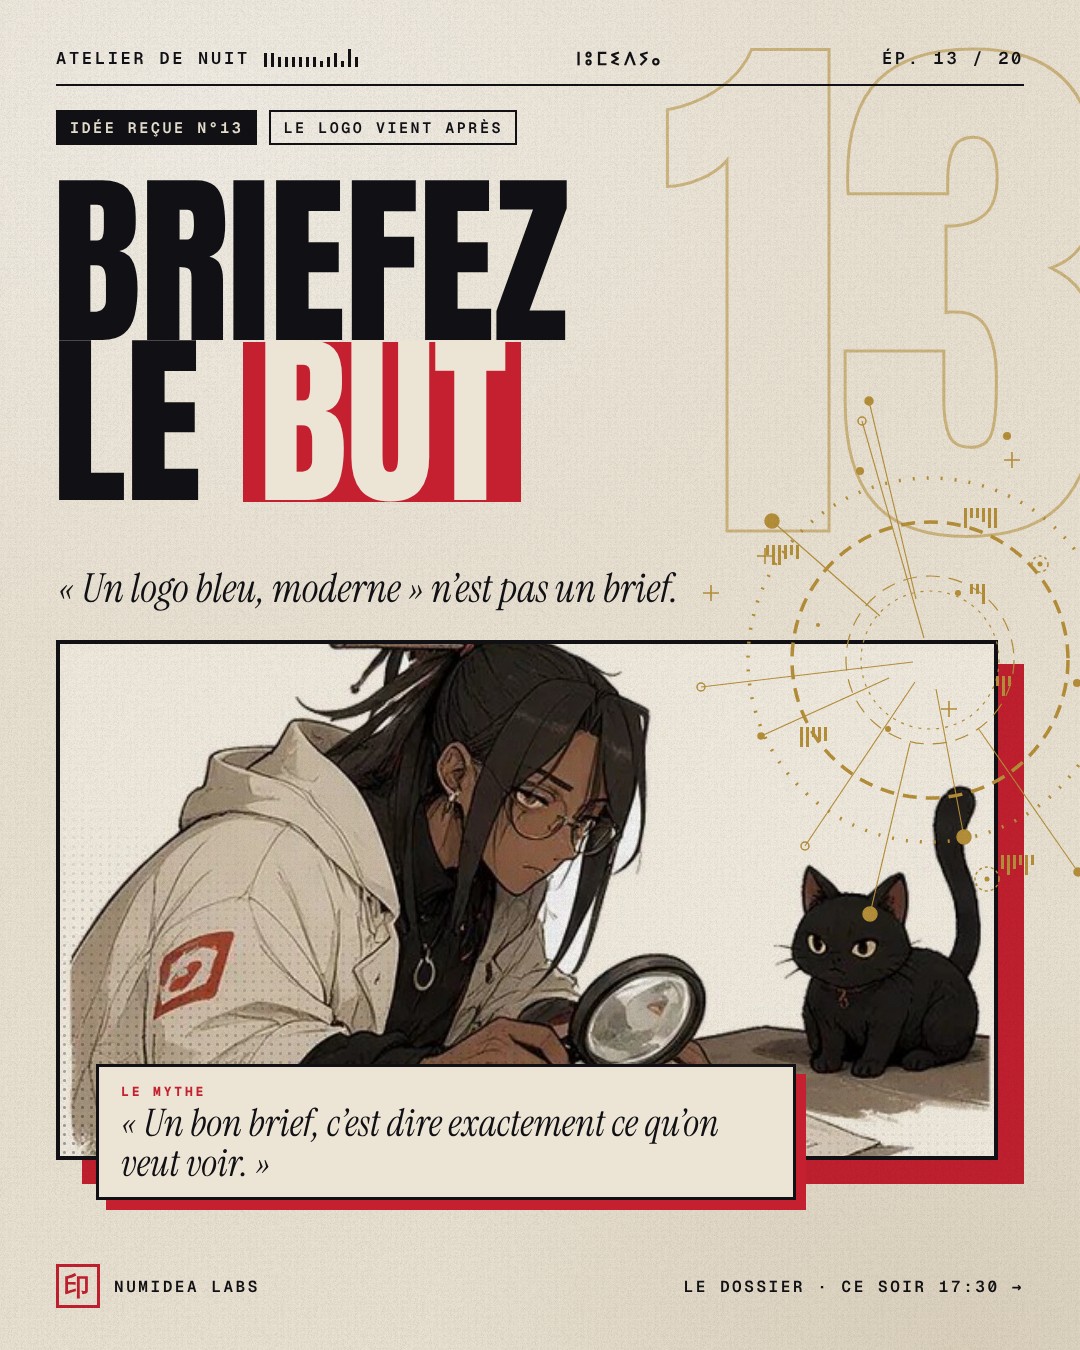 ATELIER DE NUIT
ⵏⵓⵎⵉⴷⵢⴰ
ÉP. 13 / 20
13
IDÉE REÇUE N°13
LE LOGO VIENT APRÈS
BRIEFEZ
LE BUT
« Un logo bleu, moderne » n’est pas un brief.
LE MYTHE
« Un bon brief, c’est dire exactement ce qu’on
veut voir. »
印
NUMIDEA LABS
LE DOSSIER · CE SOIR 17:30 →